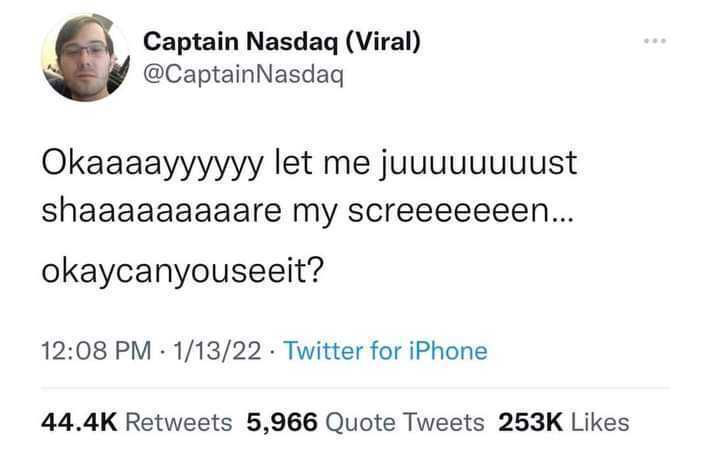 Captain Nasdaq (Viral)
@CaptainNasdaq
Okaaaayyyyyy let me juuuuuuuust
shaaaaaaaaare my screeeeeeen...
okaycanyouseeit?
12:08 PM · 1/13/22 · Twitter for iPhone
44.4K Retweets 5,966 Quote Tweets 253K Likes